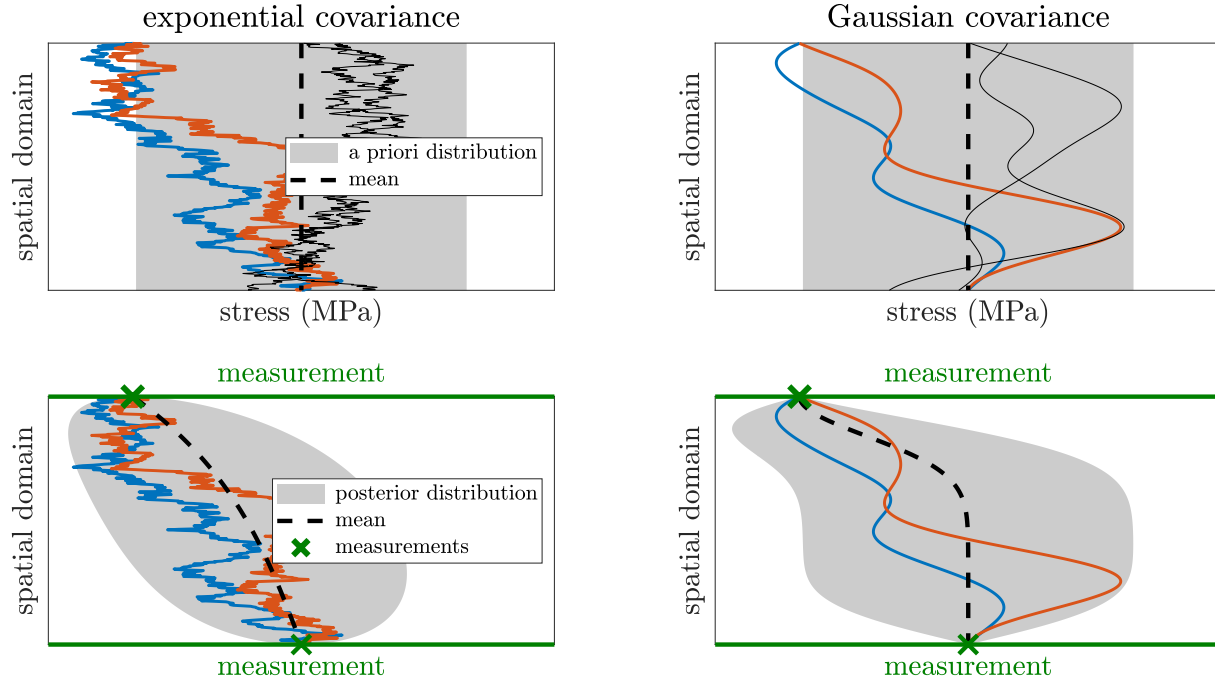 exponential covariance
Gaussian covariance
spatial domain
a priori distribution
mean
stress (MPa)
spatial domain
stress (MPa)
measurement
spatial domain
posterior distribution
mean
measurements
measurement
measurement
spatial domain
measurement